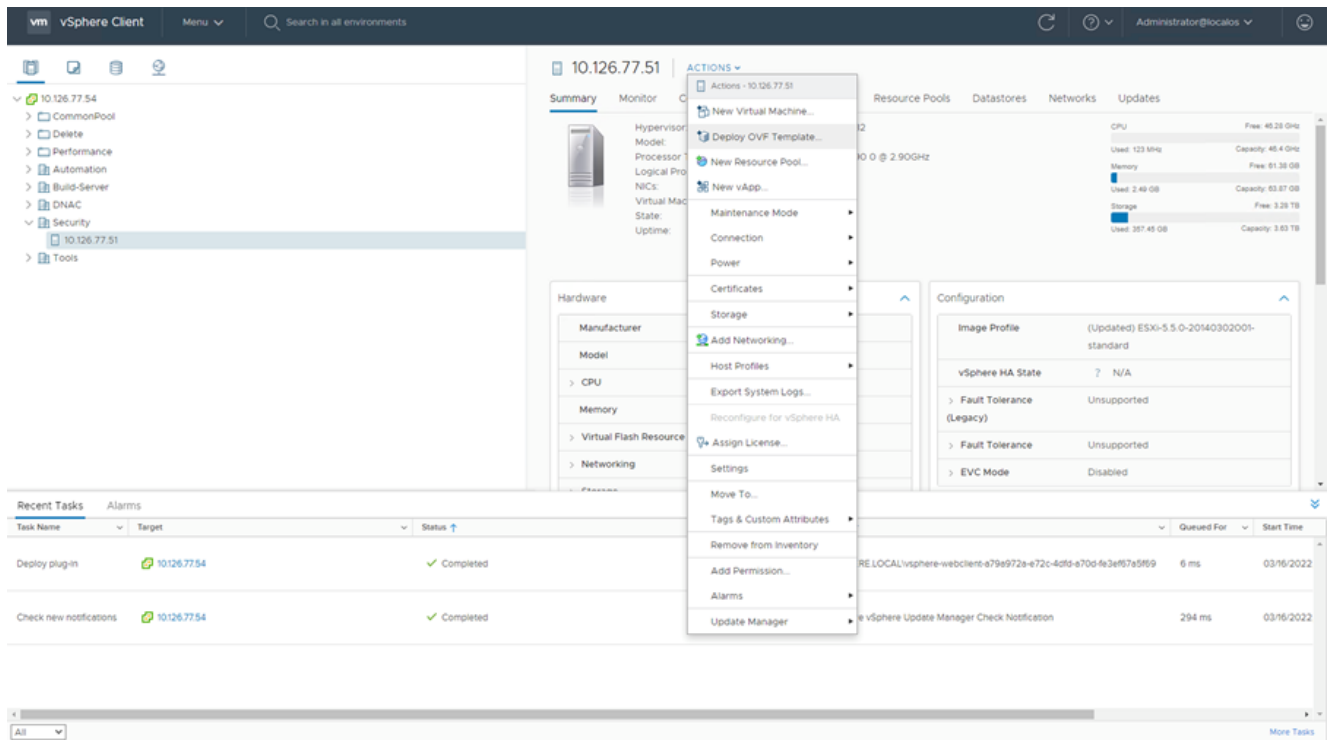 vm vSphere Client Menu Search in all environments Administrator@localos
10.126.77.51 ACTIONS
10.126.77.54
CommonPool
Delete
Performance
Automation
Build-Server
DNAC
Security
10.126.77.51
Tools
Summary Monitor C Resource Pools Datastores Networks Updates
Hypervisor
Model:
Processor T
Logical Pro
NICs:
Virtual Mac
State:
Uptime:
0 @ 2.90GHz
Actions - 10.126.77.51
New Virtual Machine...
Deploy OVF Template...
New Resource Pool...
New vApp...
Maintenance Mode
Connection
Power
Certificates
Storage
Add Networking...
Host Profiles
Export System Logs...
Reconfigure for vSphere HA
Assign License...
Settings
Move To...
Tags & Custom Attributes
Remove from Inventory
Add Permission...
Alarms
Update Manager
CPU Free: 46.28 GHz
Used: 123 MHz Capacity: 46.4 GHz
Memory Free: 61.38 GB
Used: 2.49 GB Capacity: 63.87 GB
Storage Free: 3.28 TB
Used: 357.45 GB Capacity: 3.63 TB
Hardware
Manufacturer
Model
CPU
Memory
Virtual Flash Resource
Networking
Configuration
Image Profile (Updated) ESXi-5.5.0-20140302001-
standard
vSphere HA State ? N/A
Fault Tolerance Unsupported
(Legacy)
Fault Tolerance Unsupported
EVC Mode Disabled
Recent Tasks Alarms
Task Name Target Status Queued For Start Time
Deploy plug-in 10.126.77.54 Completed RE.LOCAL\vsphere-webclient-a79a972a-e72c-4dfd-a70d-fe3ef67a5f69 6 ms 03/16/2022
Check new notifications 10.126.77.54 Completed e vSphere Update Manager Check Notification 294 ms 03/16/2022
All More Tasks